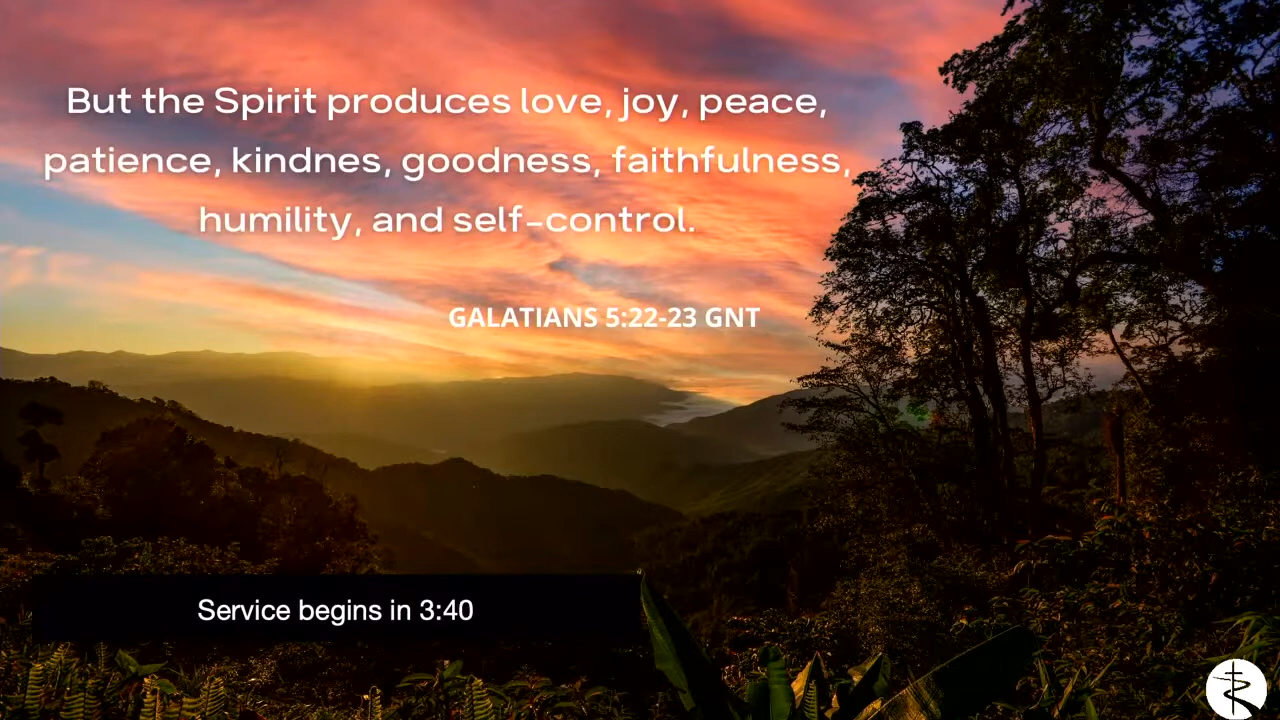 But the Spirit produces love, joy, peace,
patience, kindnes, goodness, faithfulness,
humility, and self-control.
GALATIANS 5:22-23 GNT
Service begins in 3:40